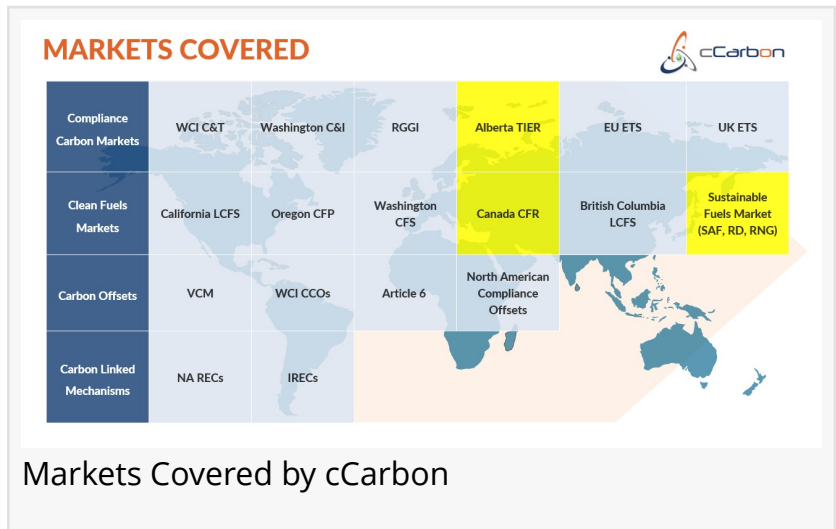 MARKETS COVERED
cCarbon
Compliance
Carbon Markets
WCI C&T
Washington C&I
RGGI
Alberta TIER
EU ETS
UK ETS
Clean Fuels
Markets
California LCFS
Oregon CFP
Washington
CFS
Canada CFR
British Columbia
LCFS
Sustainable
Fuels Market
(SAF, RD, RNG)
Carbon Offsets
VCM
WCI CCOs
Article 6
North American
Compliance
Offsets
Carbon Linked
Mechanisms
NA RECs
IRECs
Markets Covered by cCarbon